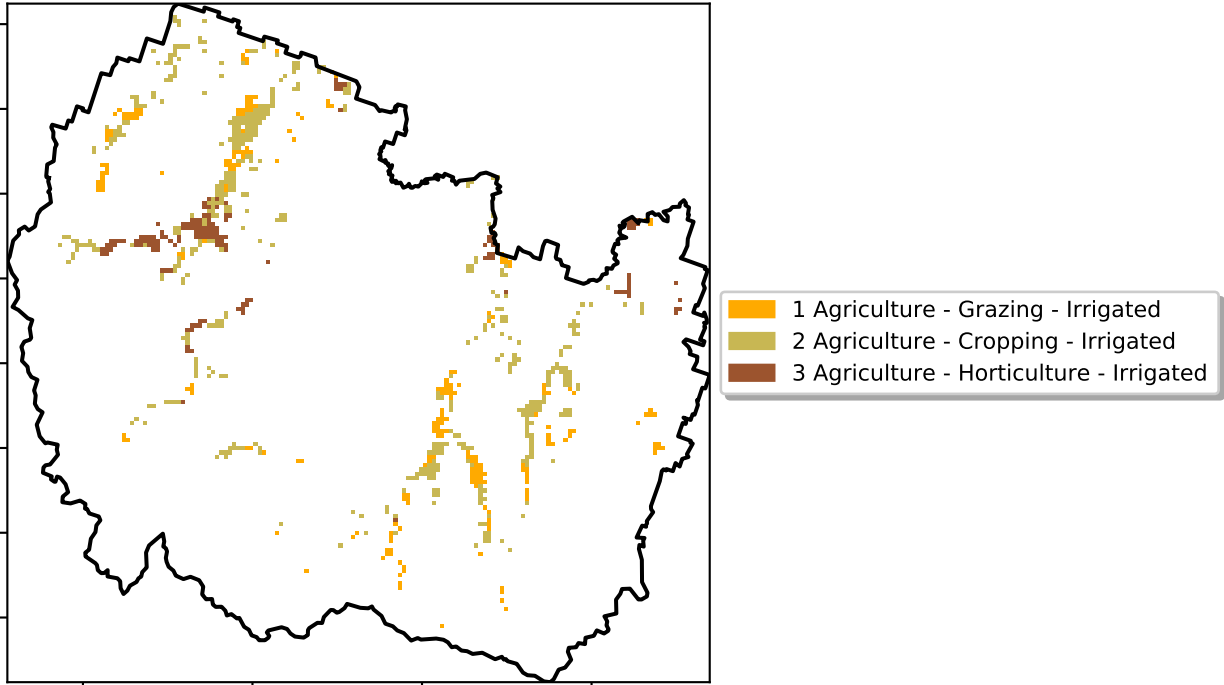 1 Agriculture - Grazing - Irrigated
2 Agriculture - Cropping - Irrigated
3 Agriculture - Horticulture - Irrigated